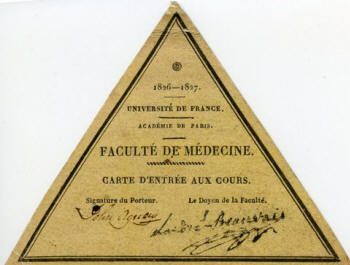 1826—1827.
UNIVERSITÉ DE FRANCE.
ACADÉMIE DE PARIS.
FACULTÉ DE MÉDECINE.
CARTE D'ENTRÉE AUX COURS.
Signature du Porteur. Le Doyen de la Faculté.
John